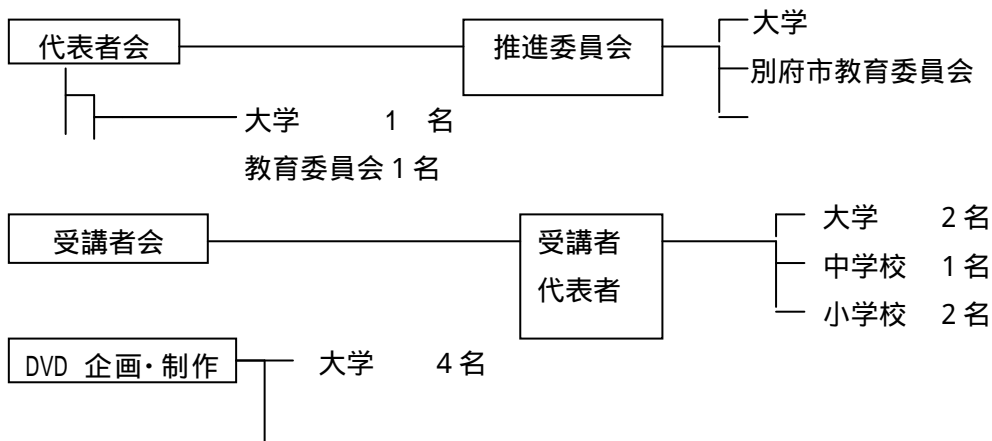 代表者会 推進委員会 大学
別府市教育委員会
大学 1 名
教育委員会 1 名
受講者会 受講者 大学 2 名
代表者 中学校 1 名
小学校 2 名
DVD 企画・制作 大学 4 名